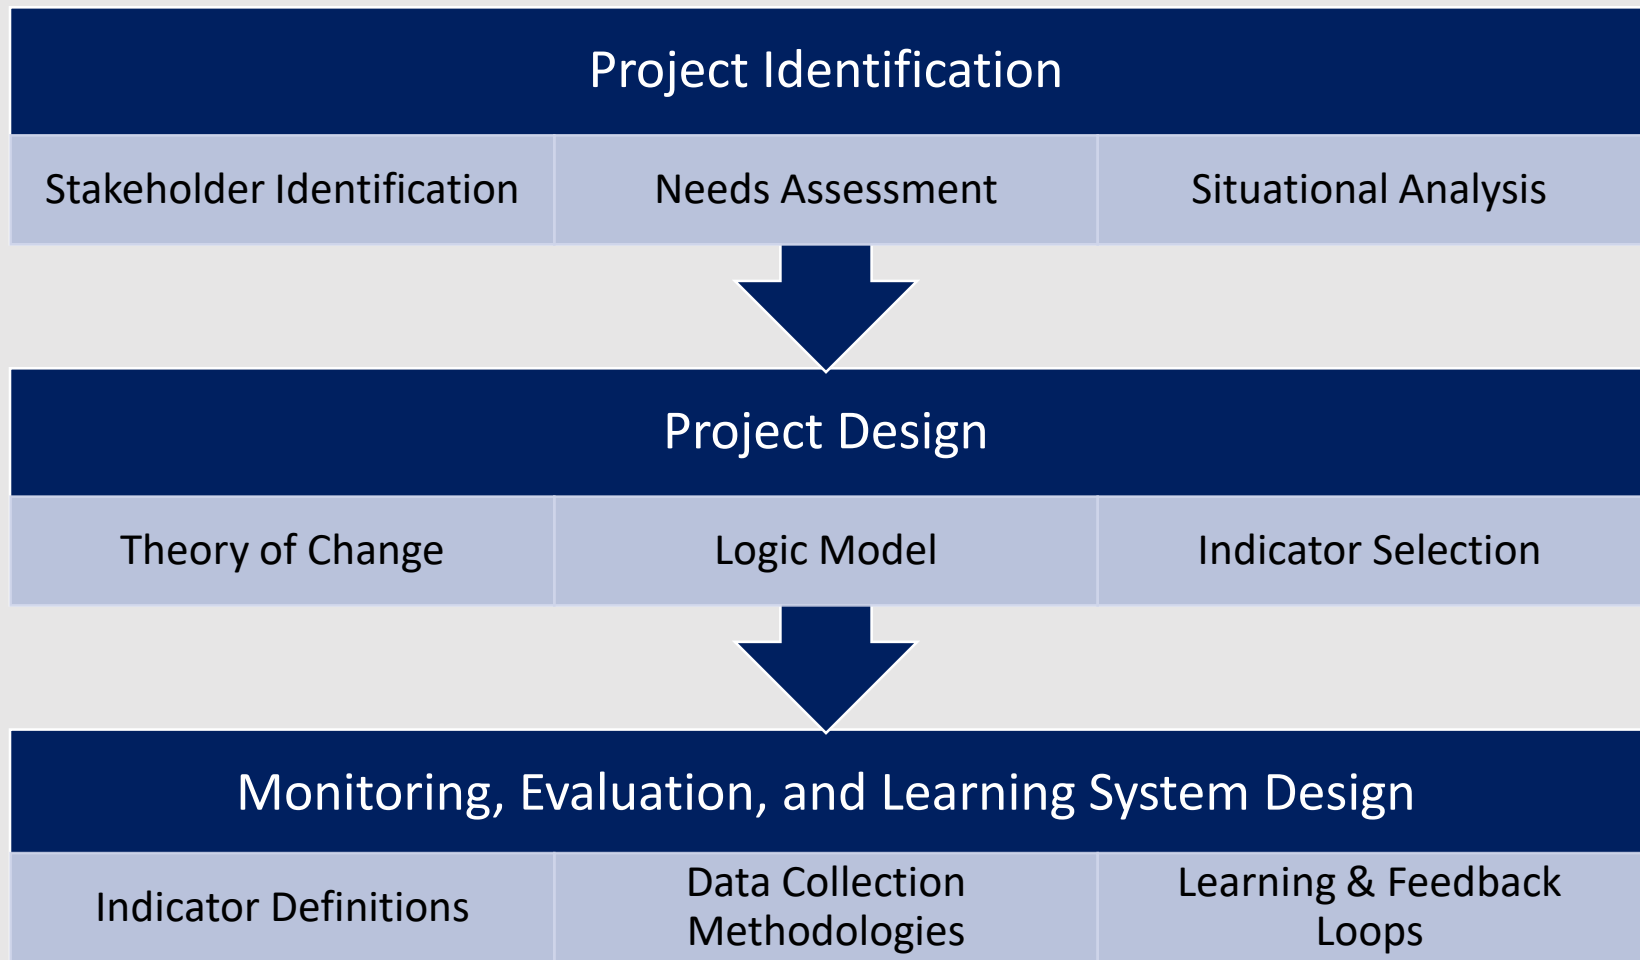 Project Identification
Stakeholder Identification
Needs Assessment
Situational Analysis
Project Design
Theory of Change
Logic Model
Indicator Selection
Monitoring, Evaluation, and Learning System Design
Indicator Definitions
Data Collection
Methodologies
Learning & Feedback
Loops